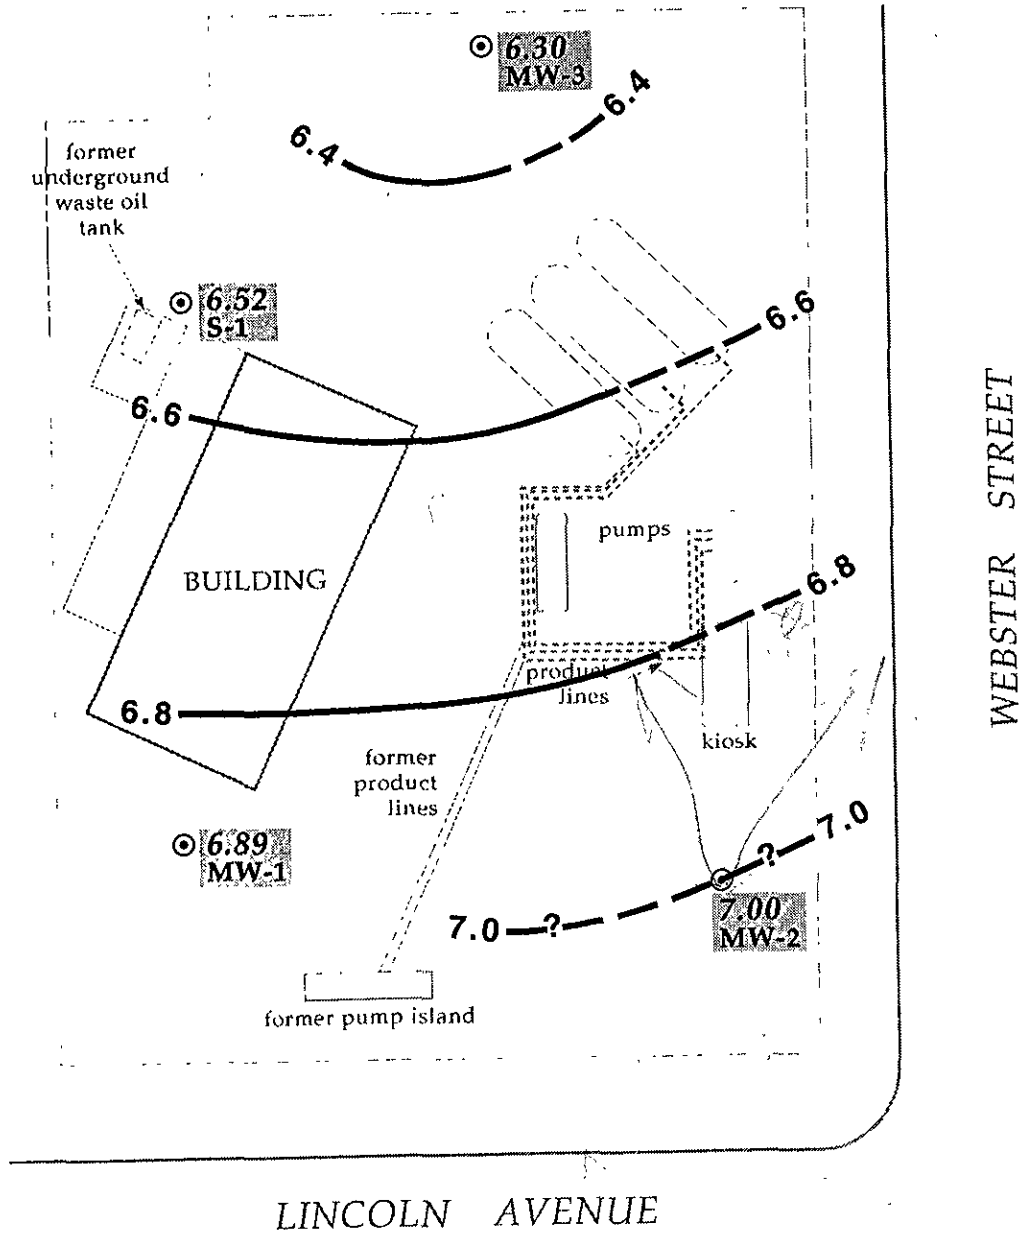 6.30
MW-3
6.4
6.4
former
underground
waste oil
tank
6.52
S-1
6.6
6.6
pumps
BUILDING
6.8
product
lines
6.8
kiosk
former
product
lines
7.0
?
6.89
MW-1
7.0
?
7.00
MW-2
former pump island
WEBSTER STREET
LINCOLN AVENUE